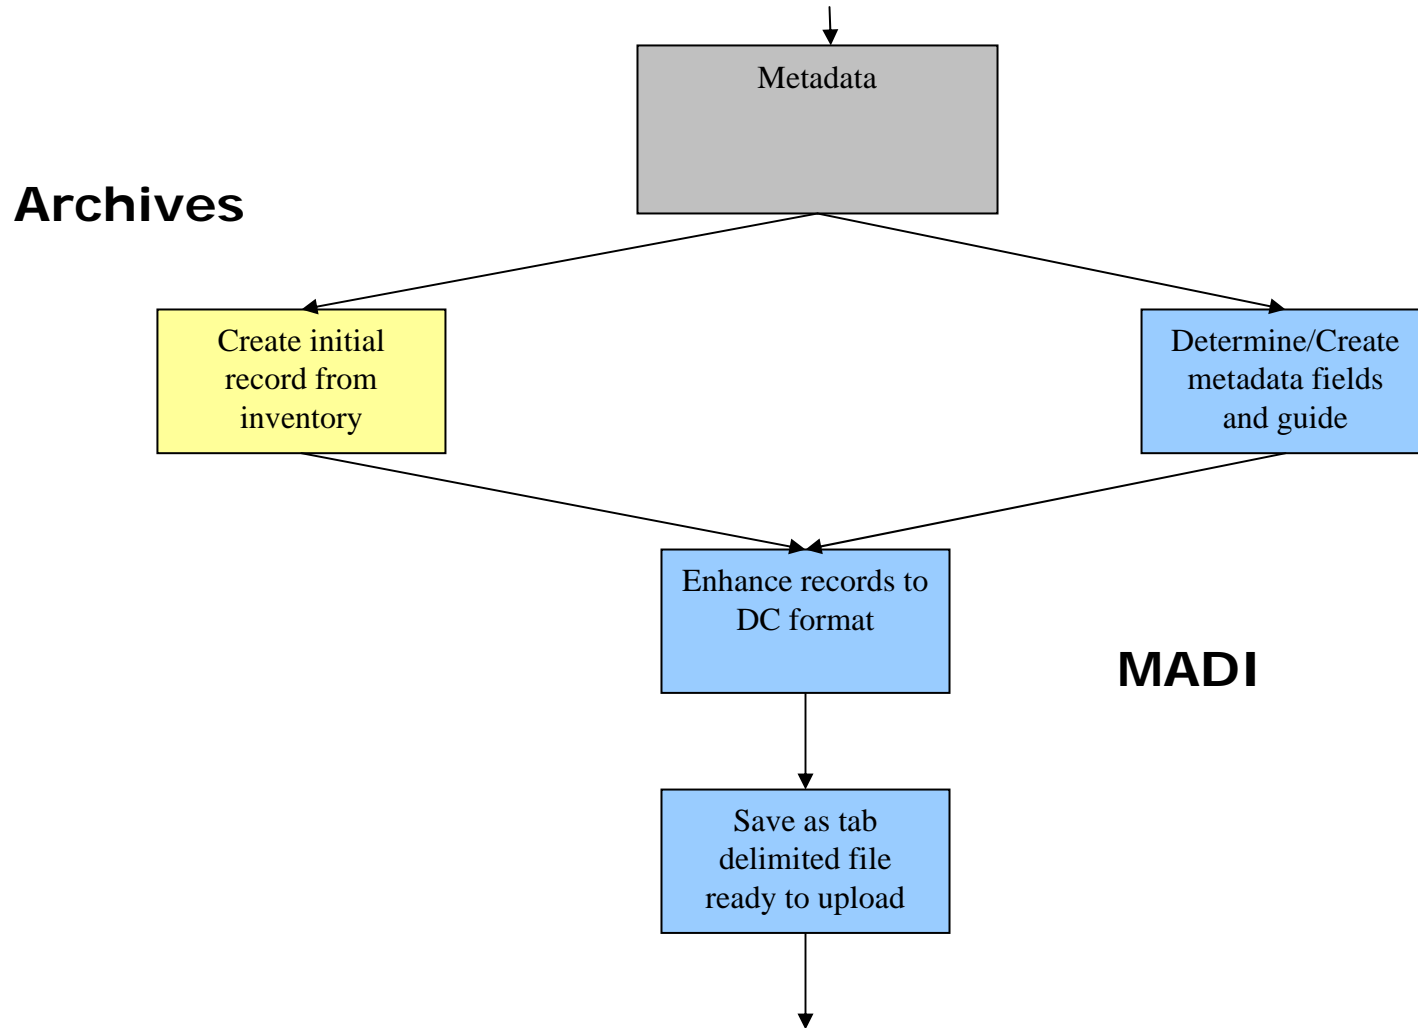 Metadata
Archives
Create initial
record from
inventory
Determine/Create
metadata fields
and guide
Enhance records to
DC format
MADI
Save as tab
delimited file
ready to upload